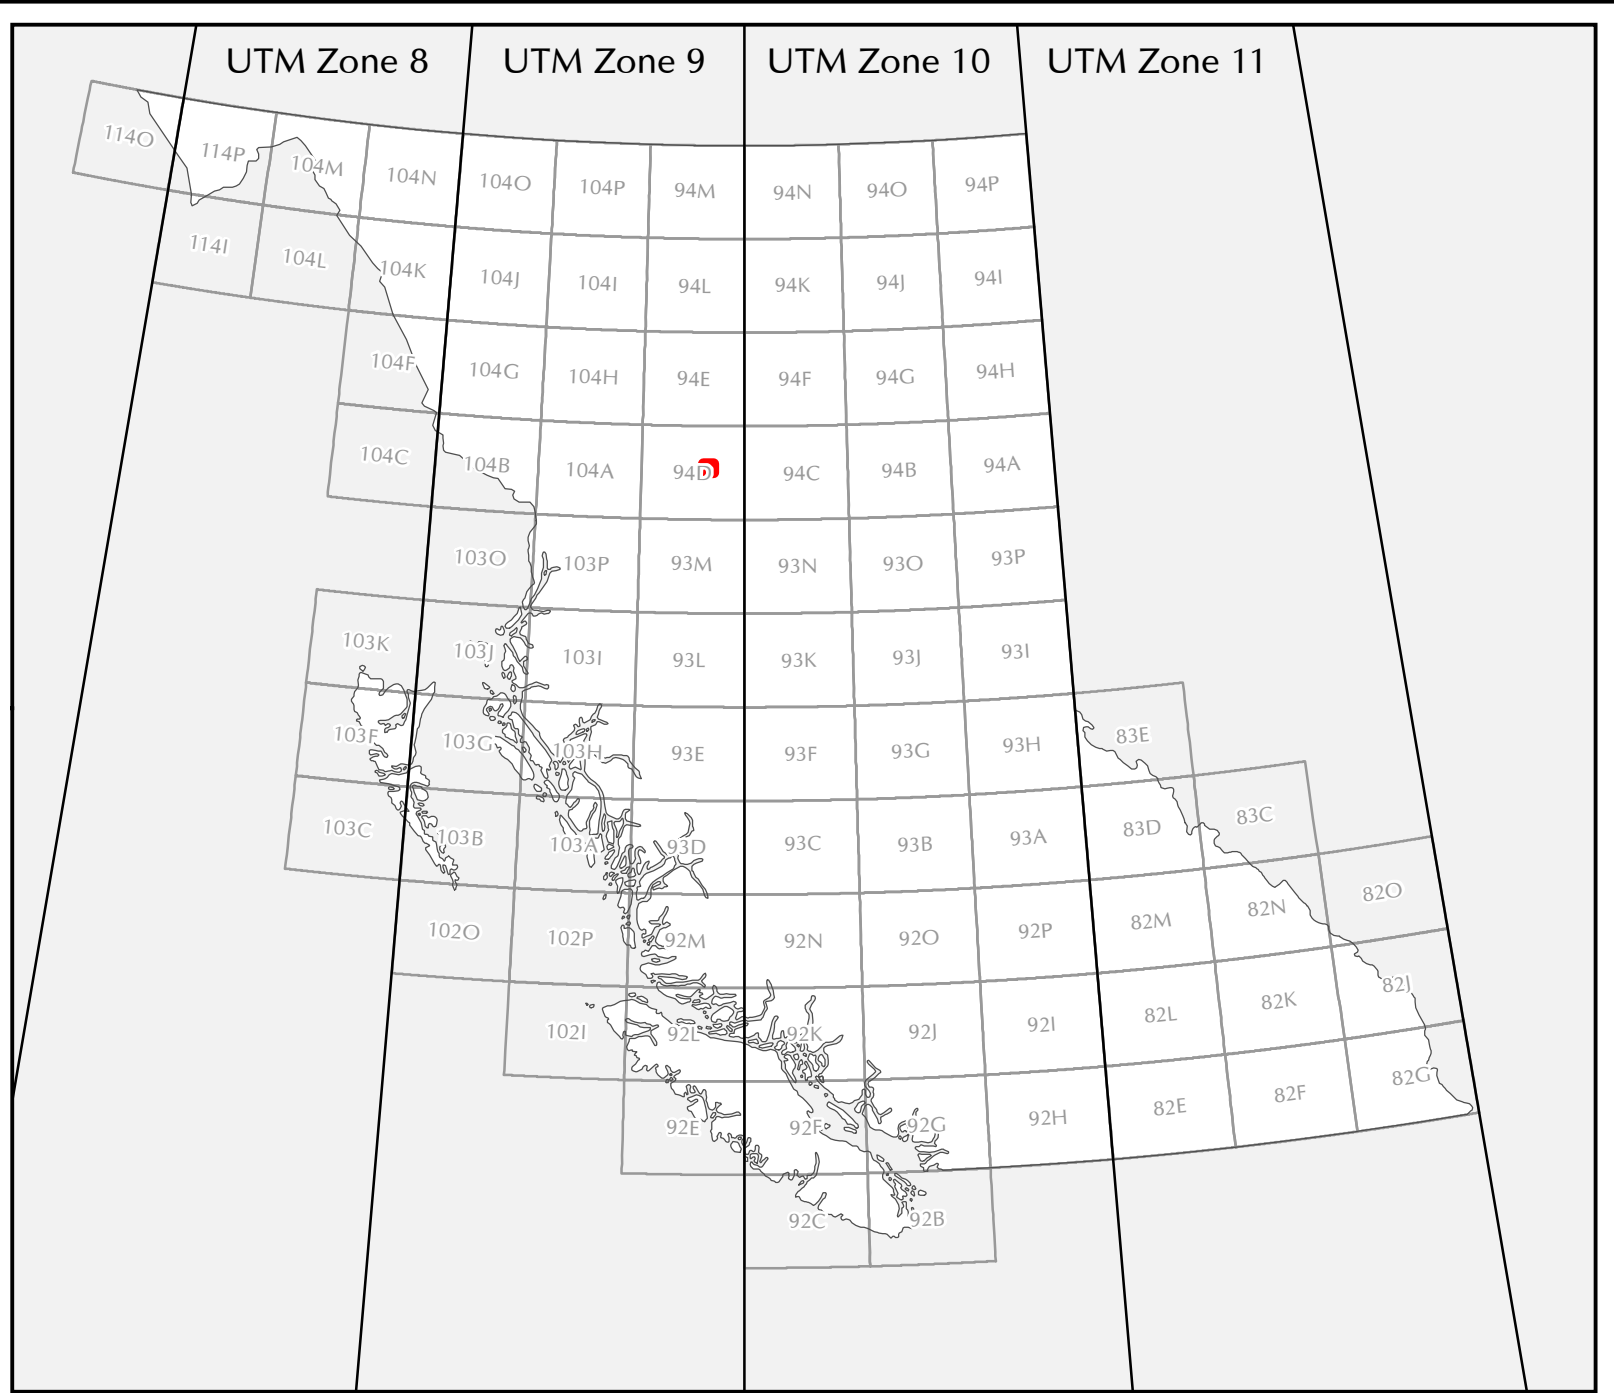 UTM Zone 8 UTM Zone 9 UTM Zone 10 UTM Zone 11
114O 114P 104M 104N 104O 104P 94M 94N 94O 94P
114I 104L 104K 104J 104I 94L 94K 94J 94I
104F 104G 104H 94E 94F 94G 94H
104C 104B 104A 94D 94C 94B 94A
103O 103P 93M 93N 93O 93P
103K 103J 103I 93L 93K 93J 93I
103F 103G 103H 93E 93F 93G 93H 83E
103C 103B 103A 93D 93C 93B 93A 83D 83C
102O 102P 92M 92N 92O 92P 82M 82N 82O
102I 92L 92K 92J 92I 82L 82K 82J
92E 92F 92G 92H 82E 82F 82G
92C 92B